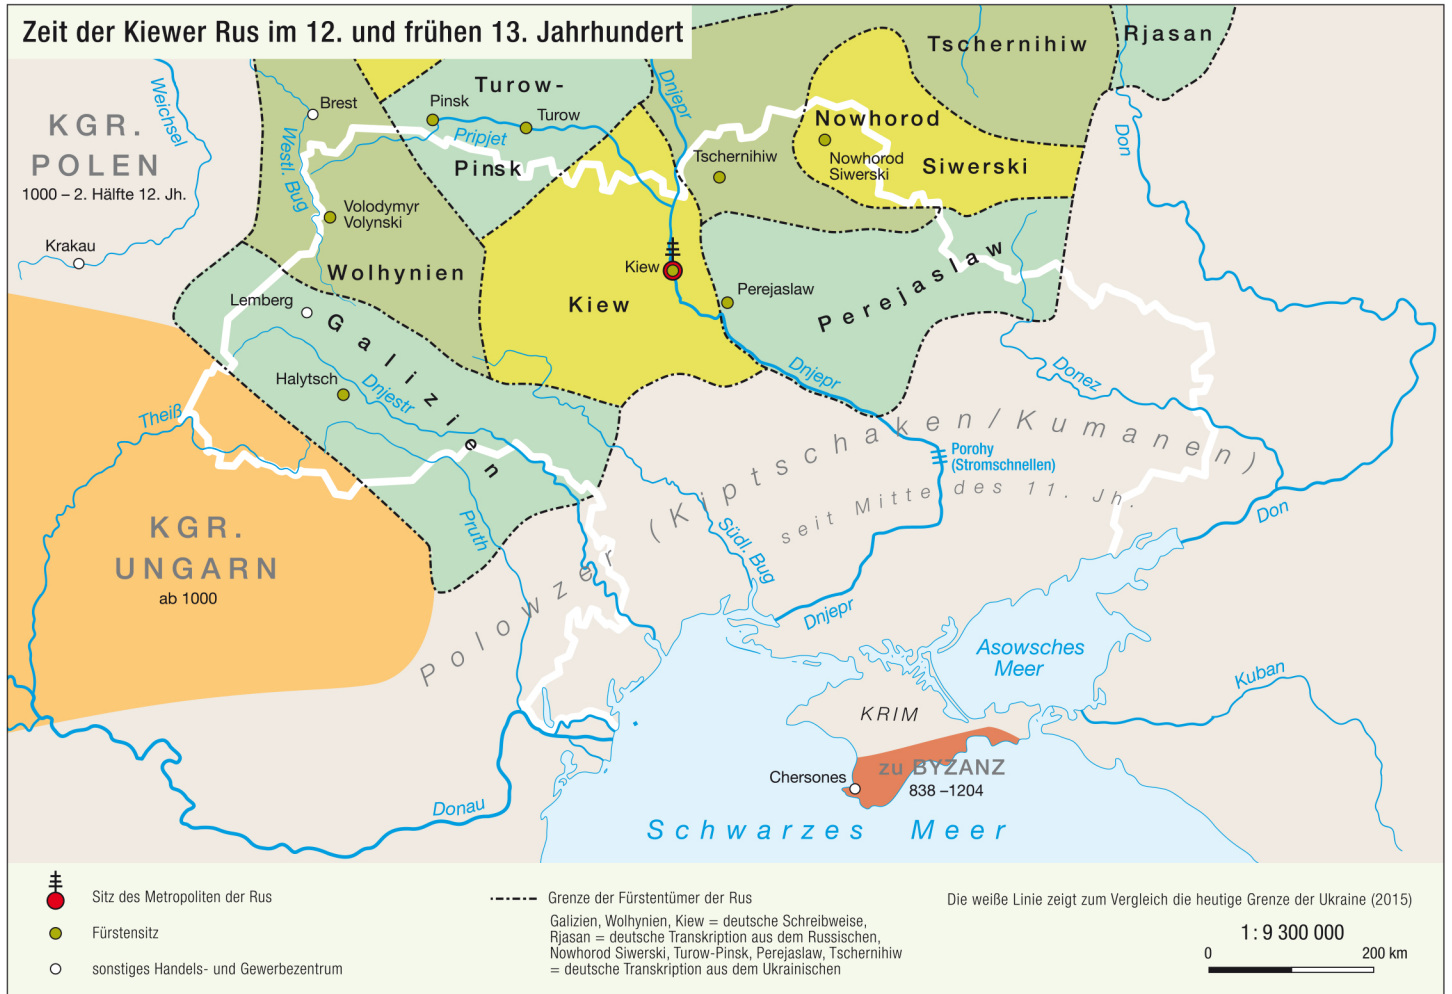 Zeit der Kiewer Rus im 12. und frühen 13. Jahrhundert
Tschernihiw
Rjasan
Weichsel
KGR.
POLEN
1000 – 2. Hälfte 12. Jh.
Krakau
Brest
Westl. Bug
Turow-
Pinsk
Pinsk
Turow
Pripjet
Dnjepr
Tschernihiw
Nowhorod
Siwerski
Nowhorod
Siwerski
Don
Volodymyr
Volynski
Wolhynien
Kiew
Kiew
Perejaslaw
Perejaslaw
Lemberg
Galizien
Halytsch
Dnjestr
Theiß
Dnjepr
Donez
Polowzer (Kiptschaken/Kumanen)
seit Mitte des 11. Jh.
Porohy
(Stromschnellen)
Don
KGR.
UNGARN
ab 1000
Pruth
Südl. Bug
Dnjepr
Asowsches
Meer
Kuban
KRIM
zu BYZANZ
838 –1204
Chersones
Donau
Schwarzes Meer
Sitz des Metropoliten der Rus
Fürstensitz
sonstiges Handels- und Gewerbezentrum
Grenze der Fürstentümer der Rus
Galizien, Wolhynien, Kiew = deutsche Schreibweise,
Rjasan = deutsche Transkription aus dem Russischen,
Nowhorod Siwerski, Turow-Pinsk, Perejaslaw, Tschernihiw
= deutsche Transkription aus dem Ukrainischen
Die weiße Linie zeigt zum Vergleich die heutige Grenze der Ukraine (2015)
1 : 9 300 000
0 200 km